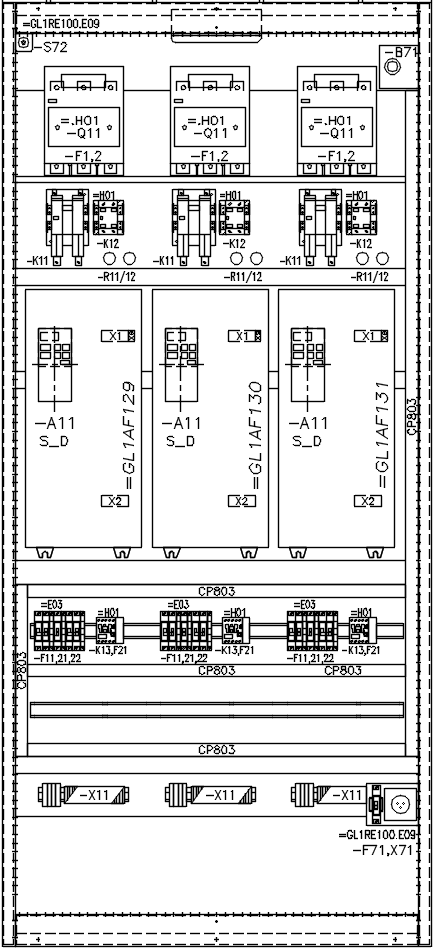 =GL1RE100.E09
-S72
-B71
=.H01 =.H01 =.H01
-Q11 -Q11 -Q11
-F1,2 -F1,2 -F1,2
=H01 =H01 =H01
-K12 -K12 -K12
-K11 -K11 -K11
-R11/12 -R11/12 -R11/12
X1 X1 X1
=GL1AF129 =GL1AF130 =GL1AF131
CP803
-A11 -A11 -A11
S_D S_D S_D
X2 X2 X2
CP803
=E03 =H01 =E03 =H01 =E03 =H01
-K13,F21 -K13,F21 -K13,F21
-F11,21,22 -F11,21,22 -F11,21,22
CP803
CP803 CP803
CP803
-X11 -X11 -X11
=GL1RE100.E09
-F71,X71